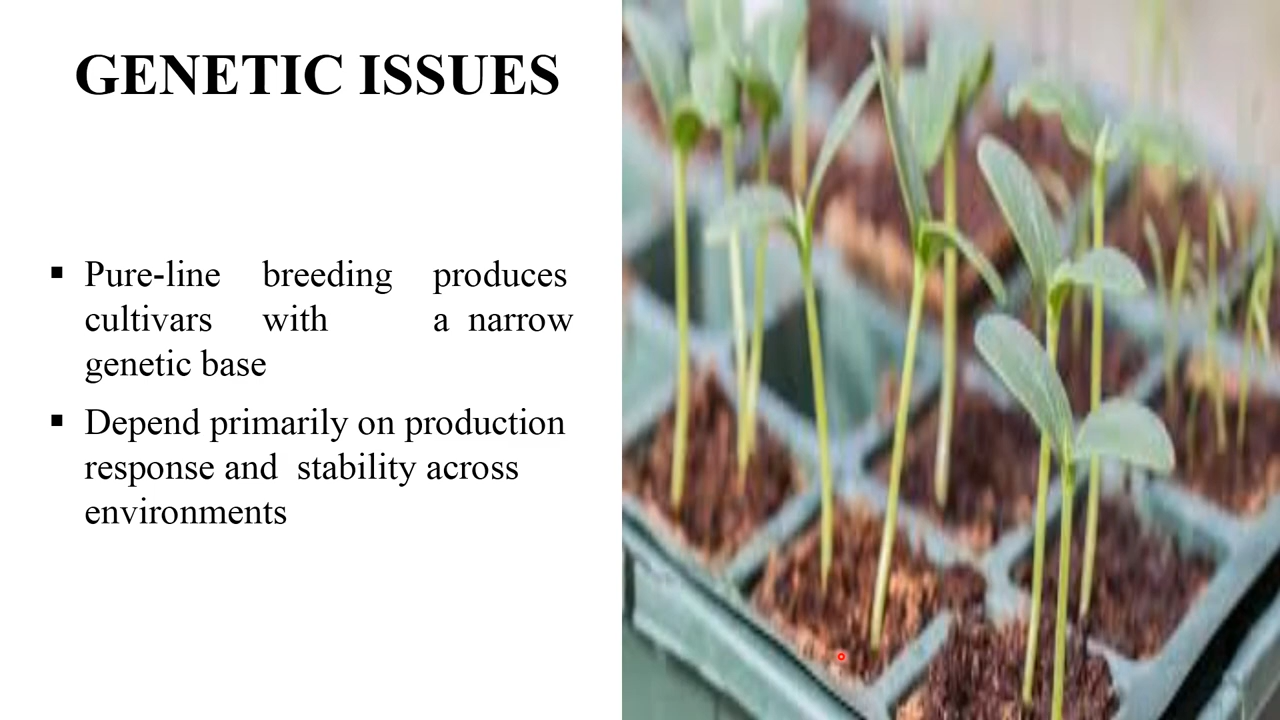 GENETIC ISSUES
▪ Pure-line breeding produces
cultivars with a narrow
genetic base
▪ Depend primarily on production
response and stability across
environments